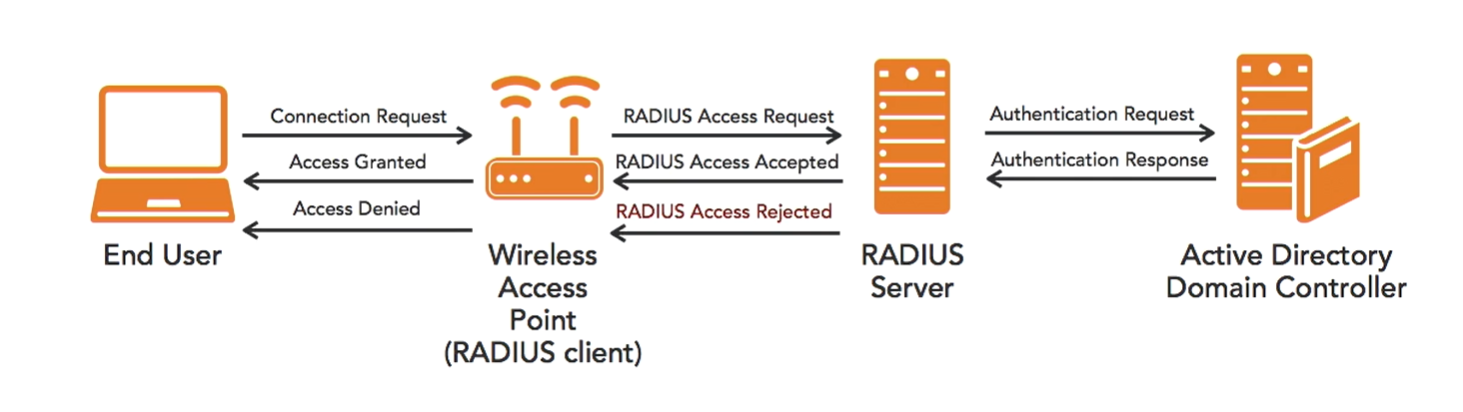 Connection Request
Access Granted
Access Denied
RADIUS Access Request
RADIUS Access Accepted
RADIUS Access Rejected
Authentication Request
Authentication Response
End User
Wireless
Access
Point
(RADIUS client)
RADIUS
Server
Active Directory
Domain Controller